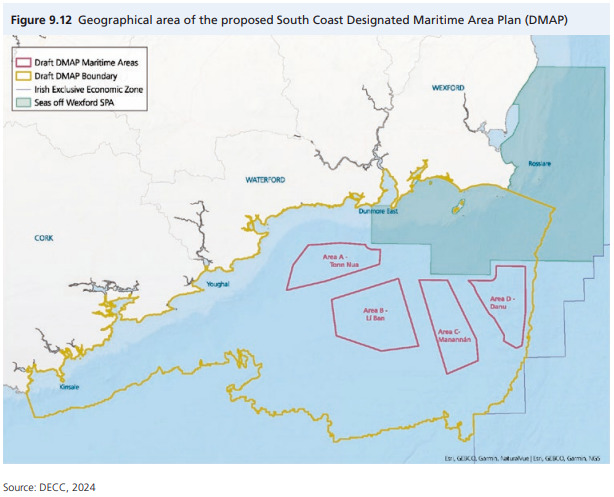 Figure 9.12 Geographical area of the proposed South Coast Designated Maritime Area Plan (DMAP)
Draft DMAP Maritime Areas
Draft DMAP Boundary
Irish Exclusive Economic Zone
Seas off Wexford SPA
WEXFORD
Rosslare
WATERFORD
Dunmore East
CORK
Area A -
Tonn Nua
Youghal
Area B -
Lí Ban
Area C-
Manannán
Area D -
Danu
Kinsale
Esri, GEBCO, Garmin, NaturalVue | Esri, GEBCO, Garmin, NGS
Source: DECC, 2024